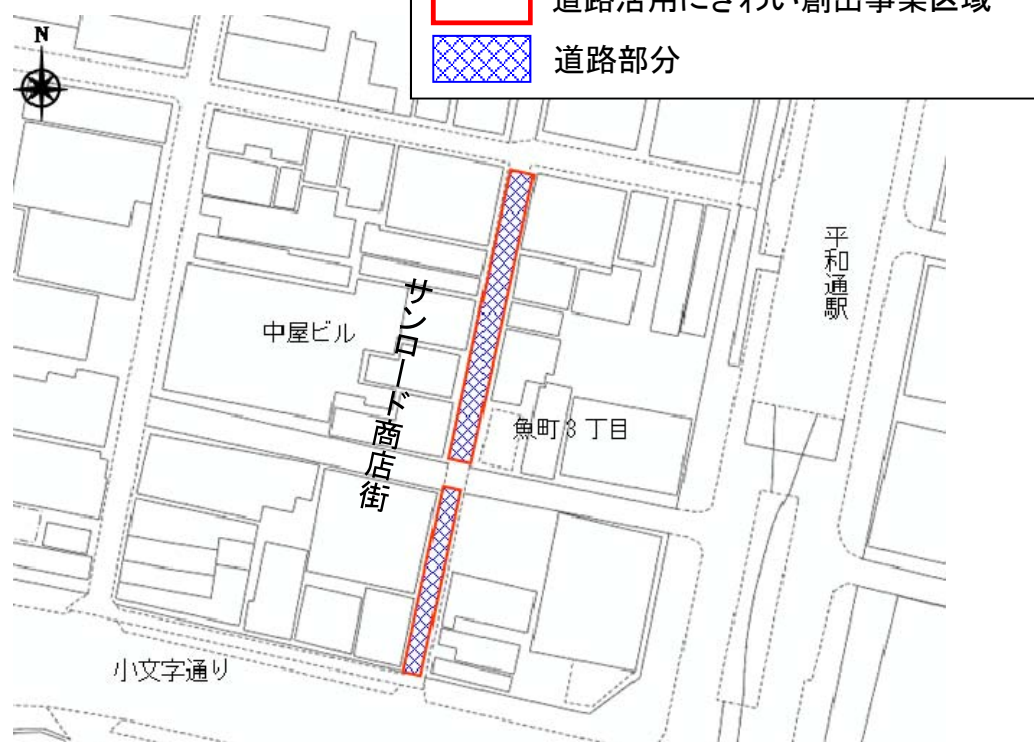 道路活用にぎわい創出事業区域
道路部分
N
平和通駅
中屋ビル
サンロード商店街
魚町3丁目
小文字通り